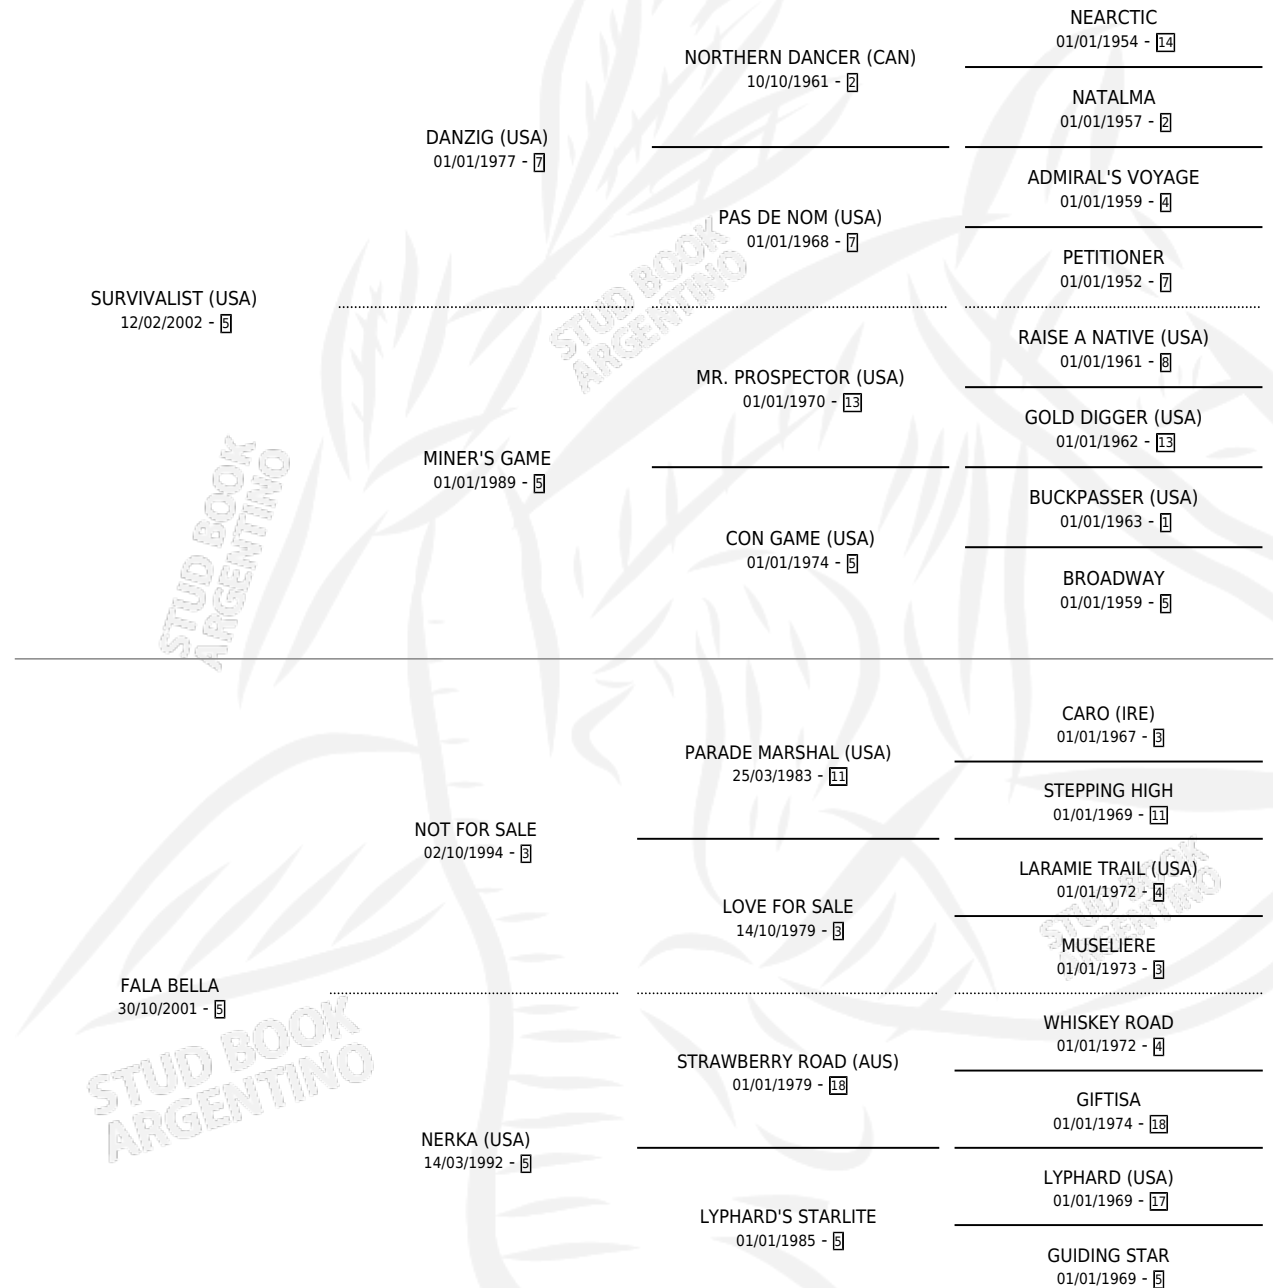 NEARCTIC
01/01/1954 - 14
NORTHERN DANCER (CAN)
10/10/1961 - 2
NATALMA
01/01/1957 - 2
DANZIG (USA)
01/01/1977 - 7
ADMIRAL'S VOYAGE
01/01/1959 - 4
PAS DE NOM (USA)
01/01/1968 - 7
PETITIONER
01/01/1952 - 7
SURVIVALIST (USA)
12/02/2002 - 5
STUD BOOK
ARGENTINO
RAISE A NATIVE (USA)
01/01/1961 - 8
MR. PROSPECTOR (USA)
01/01/1970 - 13
GOLD DIGGER (USA)
01/01/1962 - 13
MINER'S GAME
01/01/1989 - 5
BUCKPASSER (USA)
01/01/1963 - 1
CON GAME (USA)
01/01/1974 - 5
BROADWAY
01/01/1959 - 5
STUD BOOK
ARGENTINO
CARO (IRE)
01/01/1967 - 3
PARADE MARSHAL (USA)
25/03/1983 - 11
STEPPING HIGH
01/01/1969 - 11
NOT FOR SALE
02/10/1994 - 3
LARAMIE TRAIL (USA)
01/01/1972 - 4
LOVE FOR SALE
14/10/1979 - 3
STUD BOOK
ARGENTINO
MUSELIERE
01/01/1973 - 3
FALA BELLA
30/10/2001 - 5
WHISKEY ROAD
01/01/1972 - 4
STRAWBERRY ROAD (AUS)
01/01/1979 - 18
STUD BOOK
ARGENTINO
GIFTISA
01/01/1974 - 18
NERKA (USA)
14/03/1992 - 5
LYPHARD (USA)
01/01/1969 - 17
LYPHARD'S STARLITE
01/01/1985 - 5
GUIDING STAR
01/01/1969 - 5